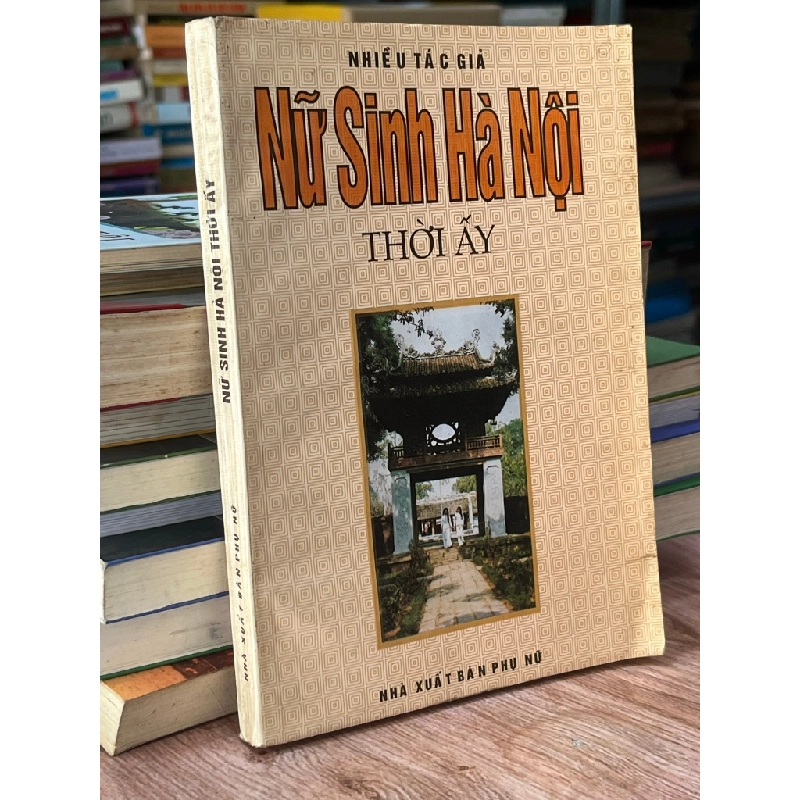 NHIỀU TÁC GIẢ
Nữ Sinh Hà Nội
THỜI ẤY
NHÀ XUẤT BẢN PHỤ NỮ
NỮ SINH HÀ NỘI THỜI ẤY
NHÀ XUẤT BẢN PHỤ NỮ